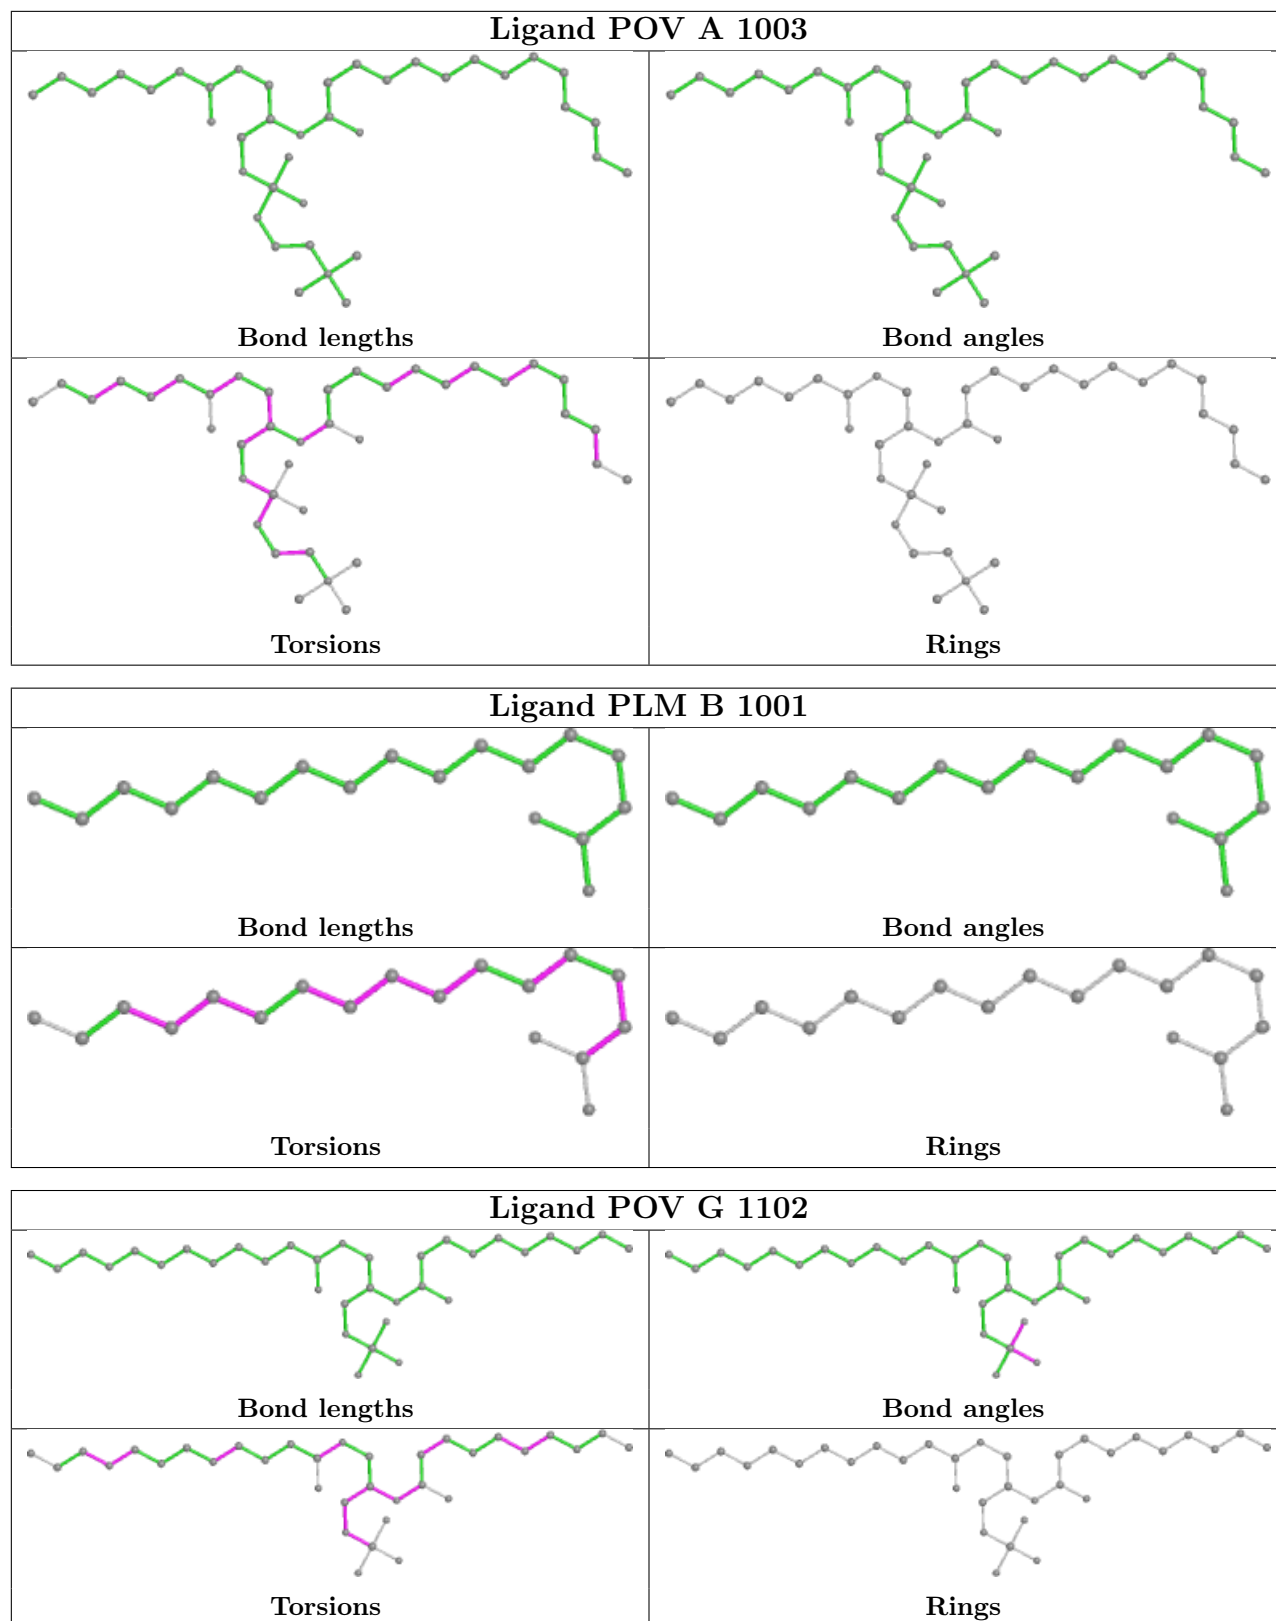 Ligand POV A 1003
Bond lengths
Bond angles
Torsions
Rings
Ligand PLM B 1001
Bond lengths
Bond angles
Torsions
Rings
Ligand POV G 1102
Bond lengths
Bond angles
Torsions
Rings